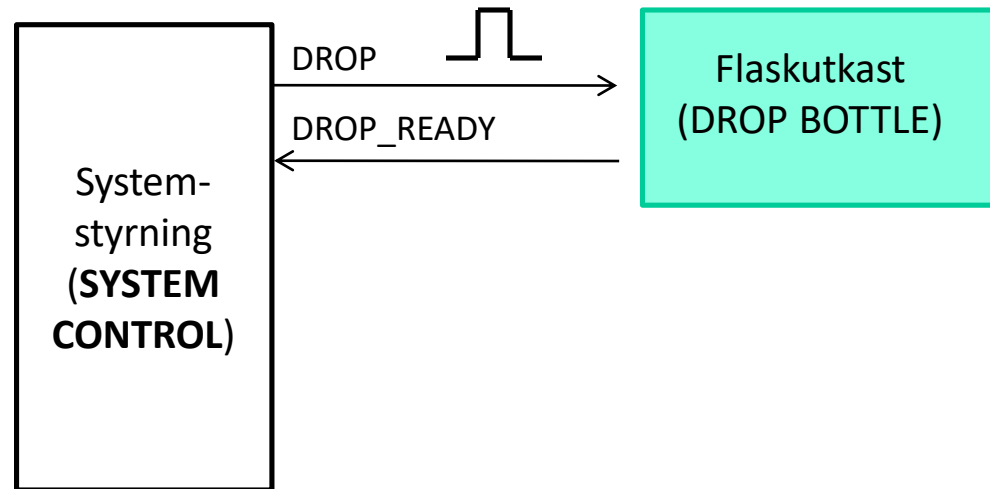 DROP
DROP_READY
System-
styrning
(SYSTEM
CONTROL)
Flaskutkast
(DROP BOTTLE)